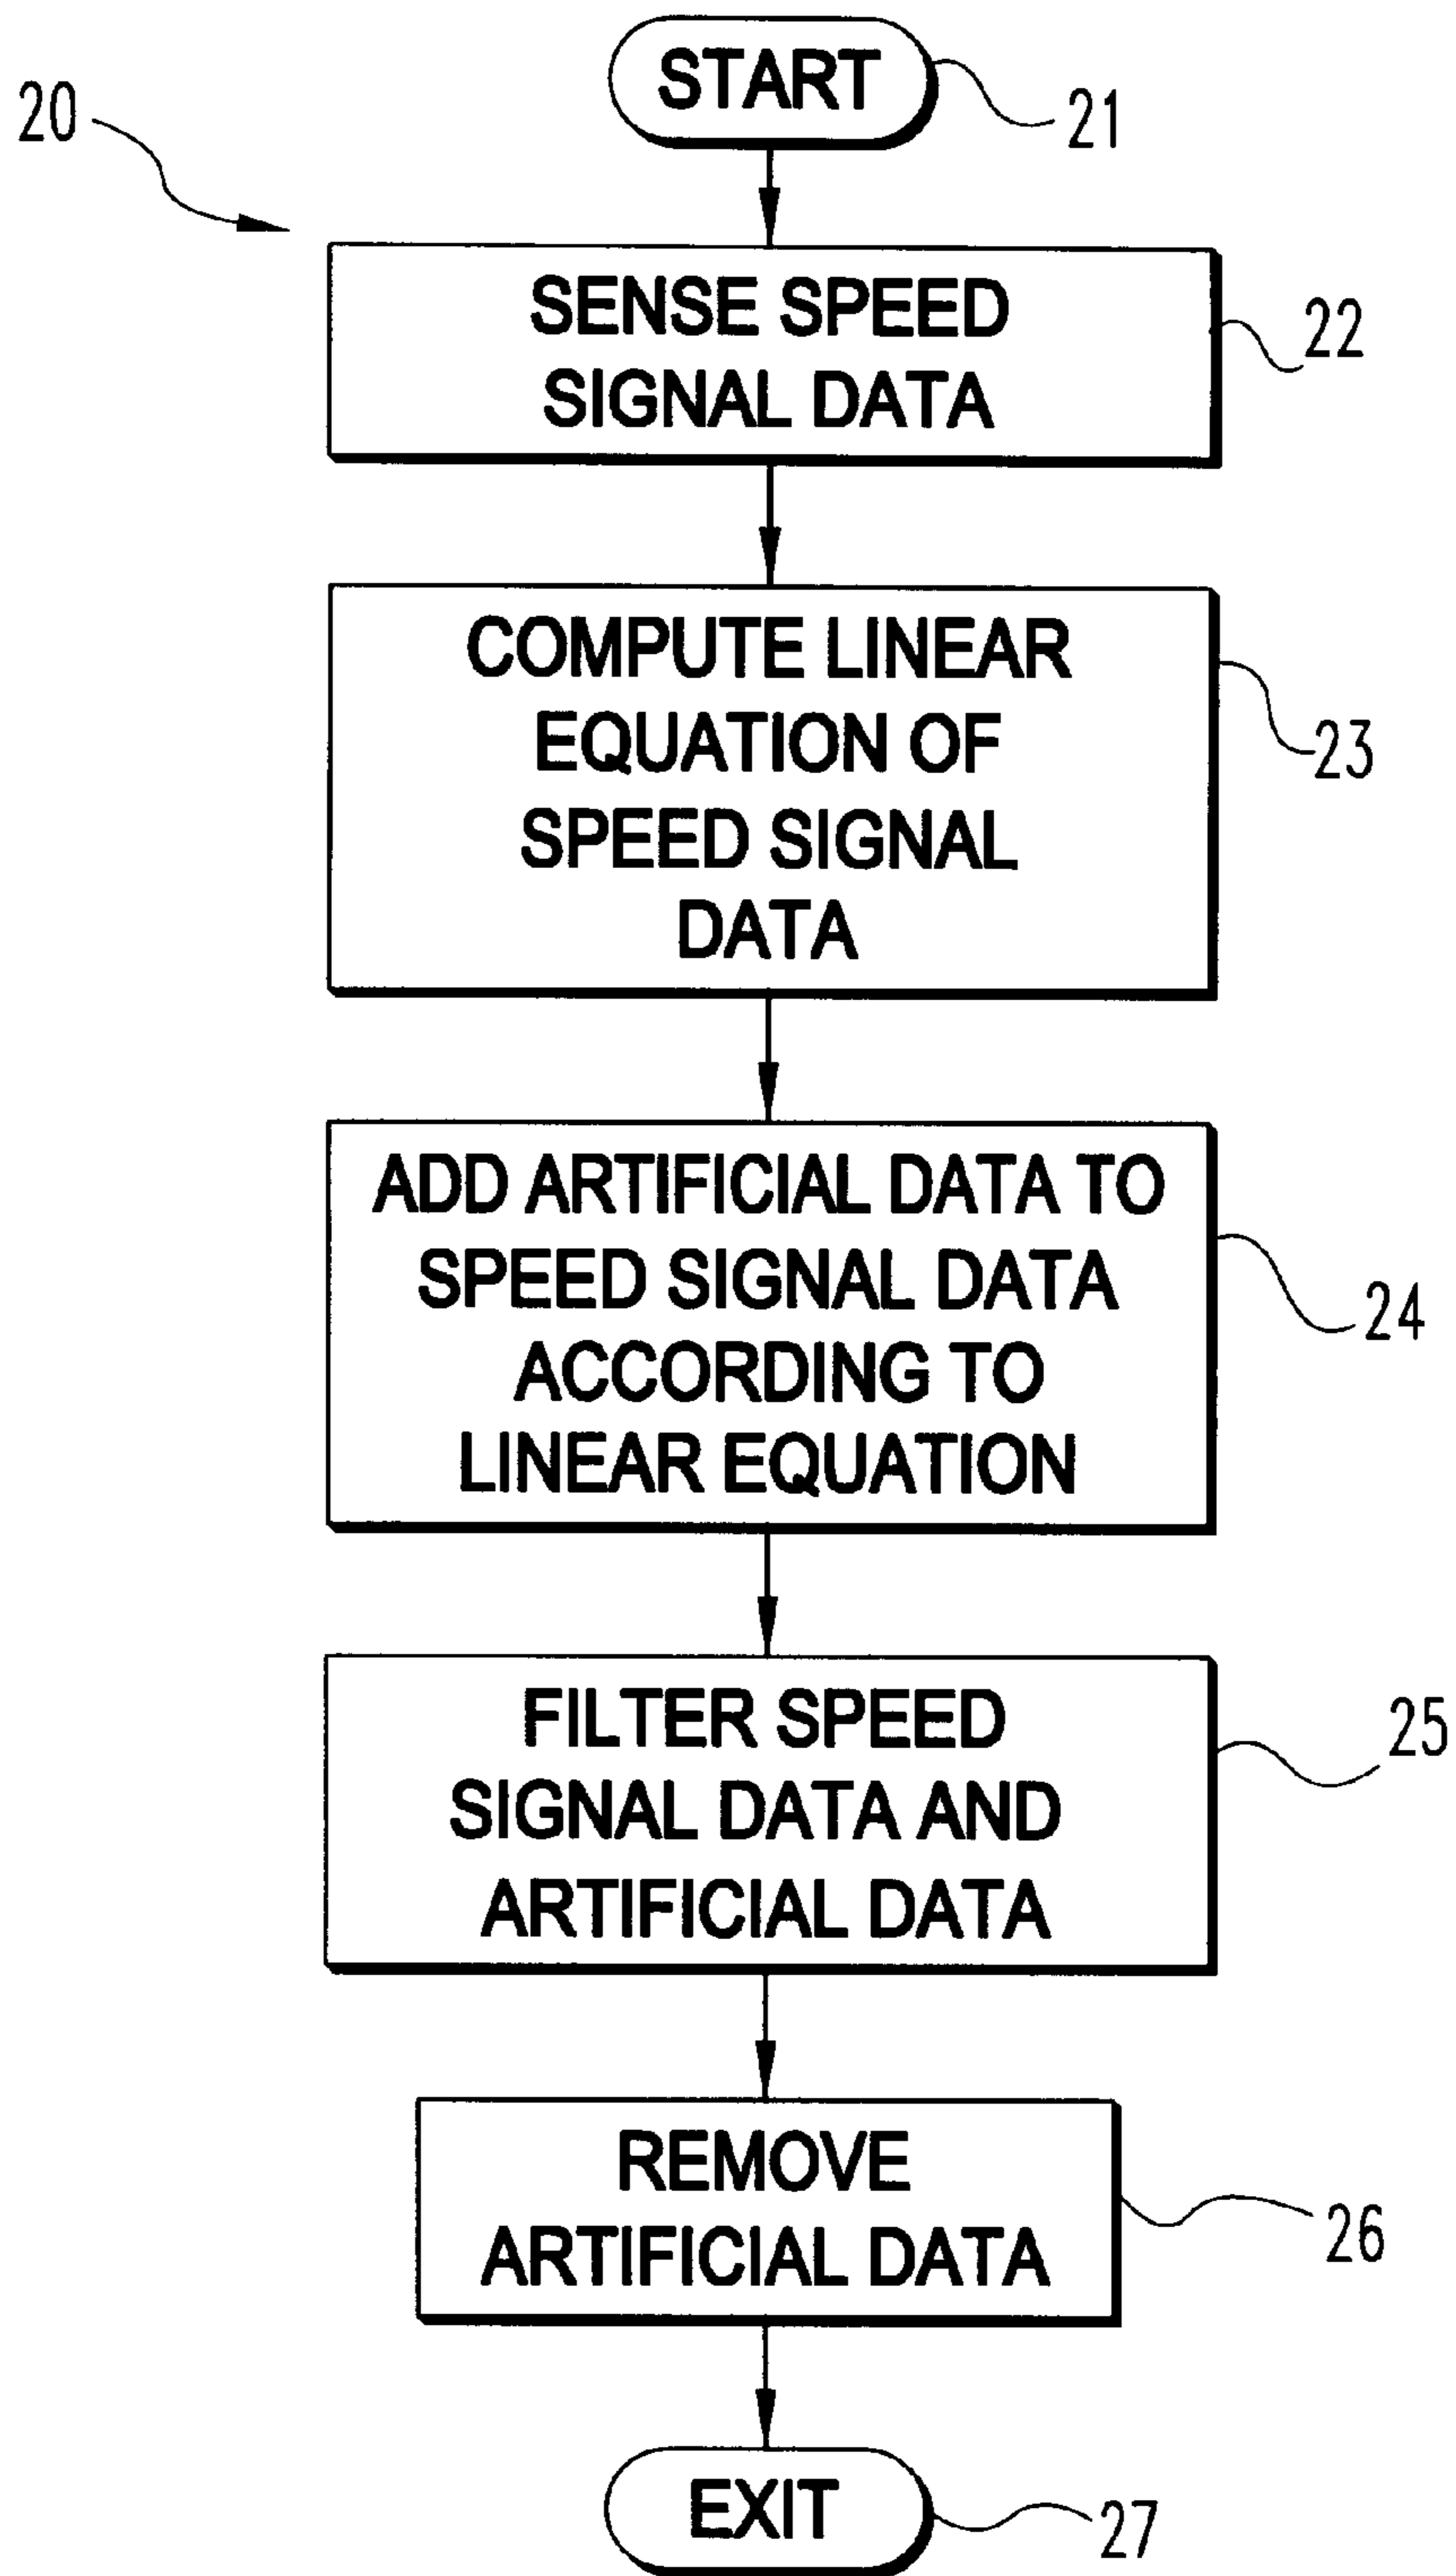 START
20
21
SENSE SPEED
SIGNAL DATA
22
COMPUTE LINEAR
EQUATION OF
SPEED SIGNAL
DATA
23
ADD ARTIFICIAL DATA TO
SPEED SIGNAL DATA
ACCORDING TO
LINEAR EQUATION
24
FILTER SPEED
SIGNAL DATA AND
ARTIFICIAL DATA
25
REMOVE
ARTIFICIAL DATA
26
EXIT
27